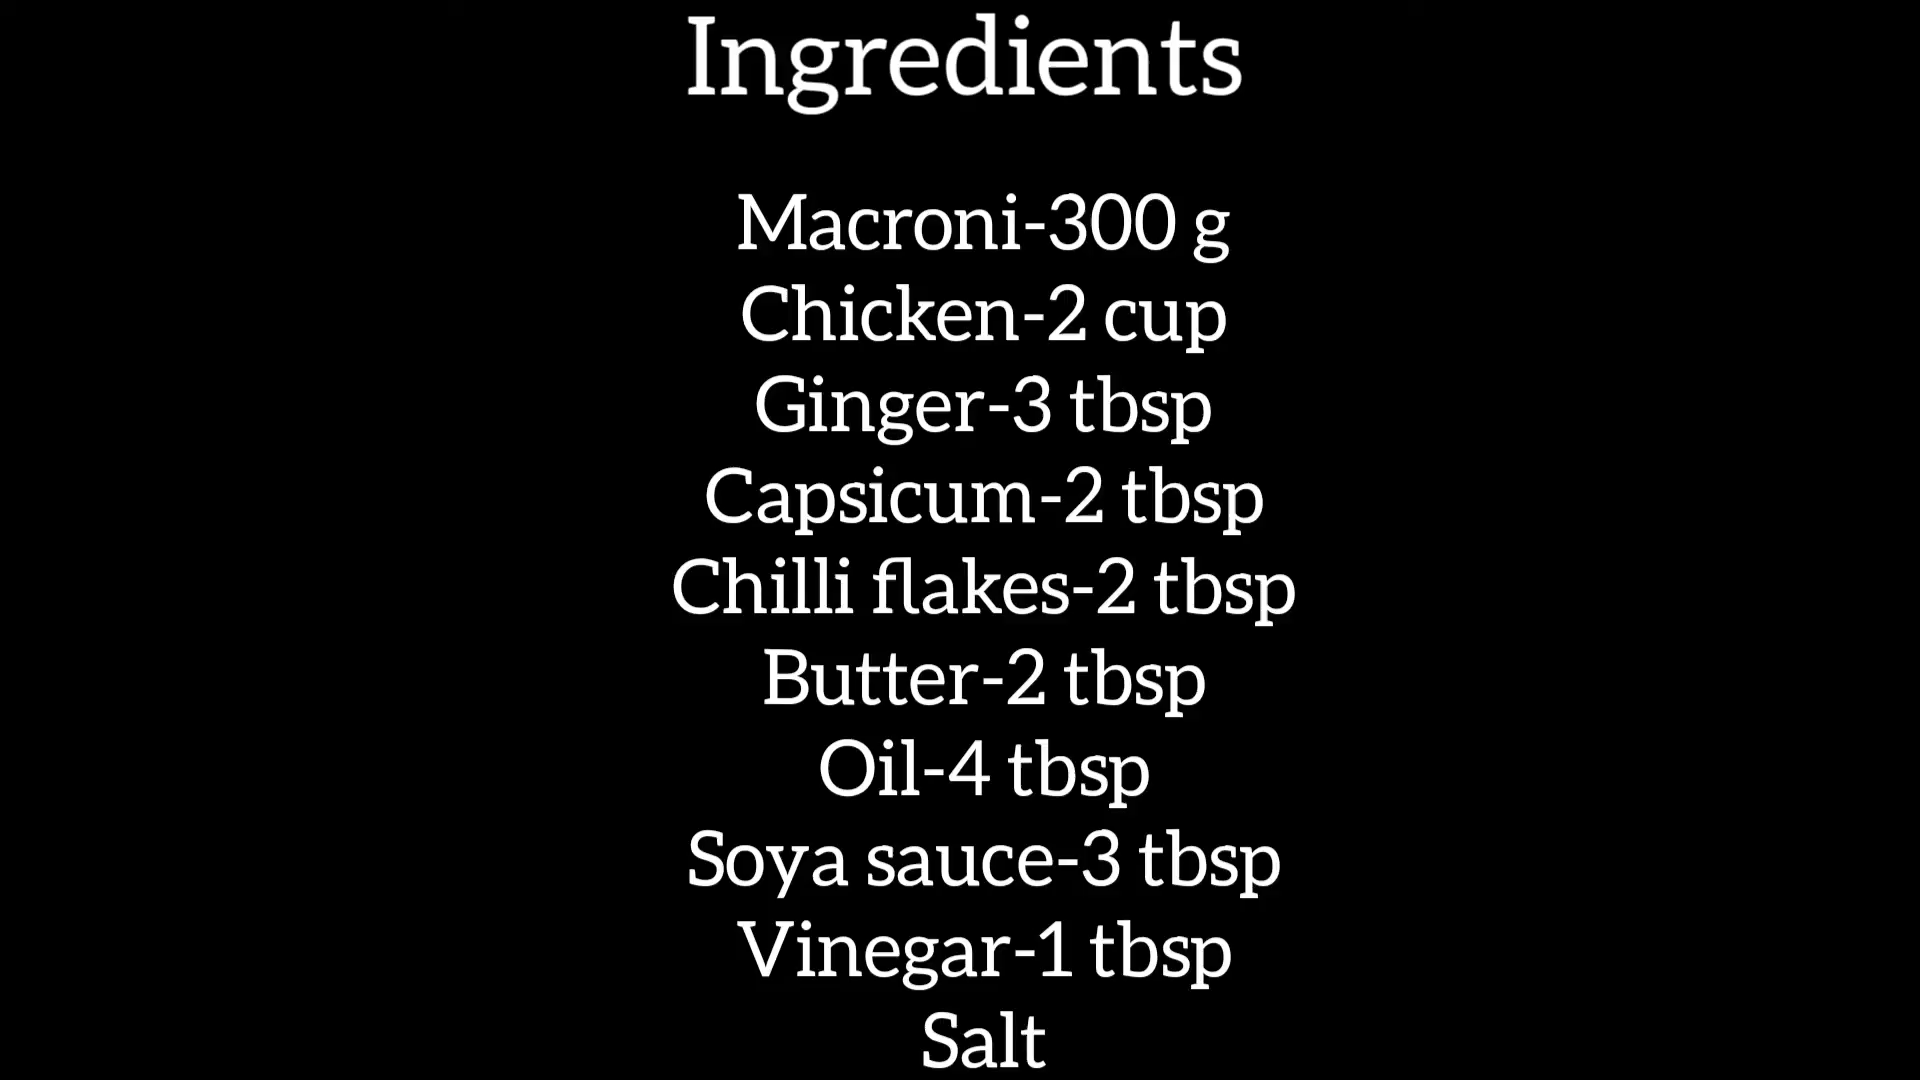 Ingredients
Macroni-300 g
Chicken-2 cup
Ginger-3 tbsp
Capsicum-2 tbsp
Chilli flakes-2 tbsp
Butter-2 tbsp
Oil-4 tbsp
Soya sauce-3 tbsp
Vinegar-1 tbsp
Salt